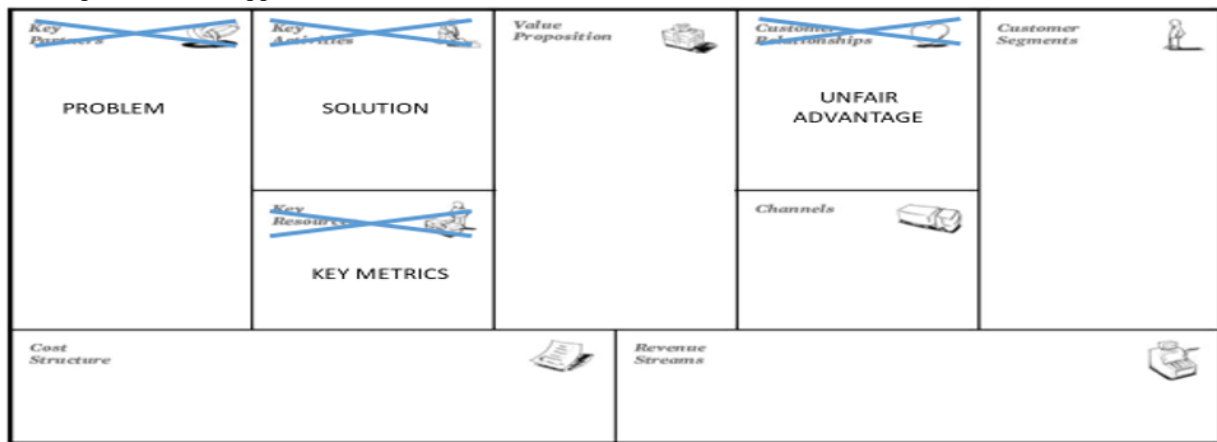 Key
Partners
PROBLEM
Key
Activities
SOLUTION
Key
Resources
KEY METRICS
Value
Proposition
Customer
Relationships
UNFAIR
ADVANTAGE
Channels
Customer
Segments
Cost
Structure
Revenue
Streams